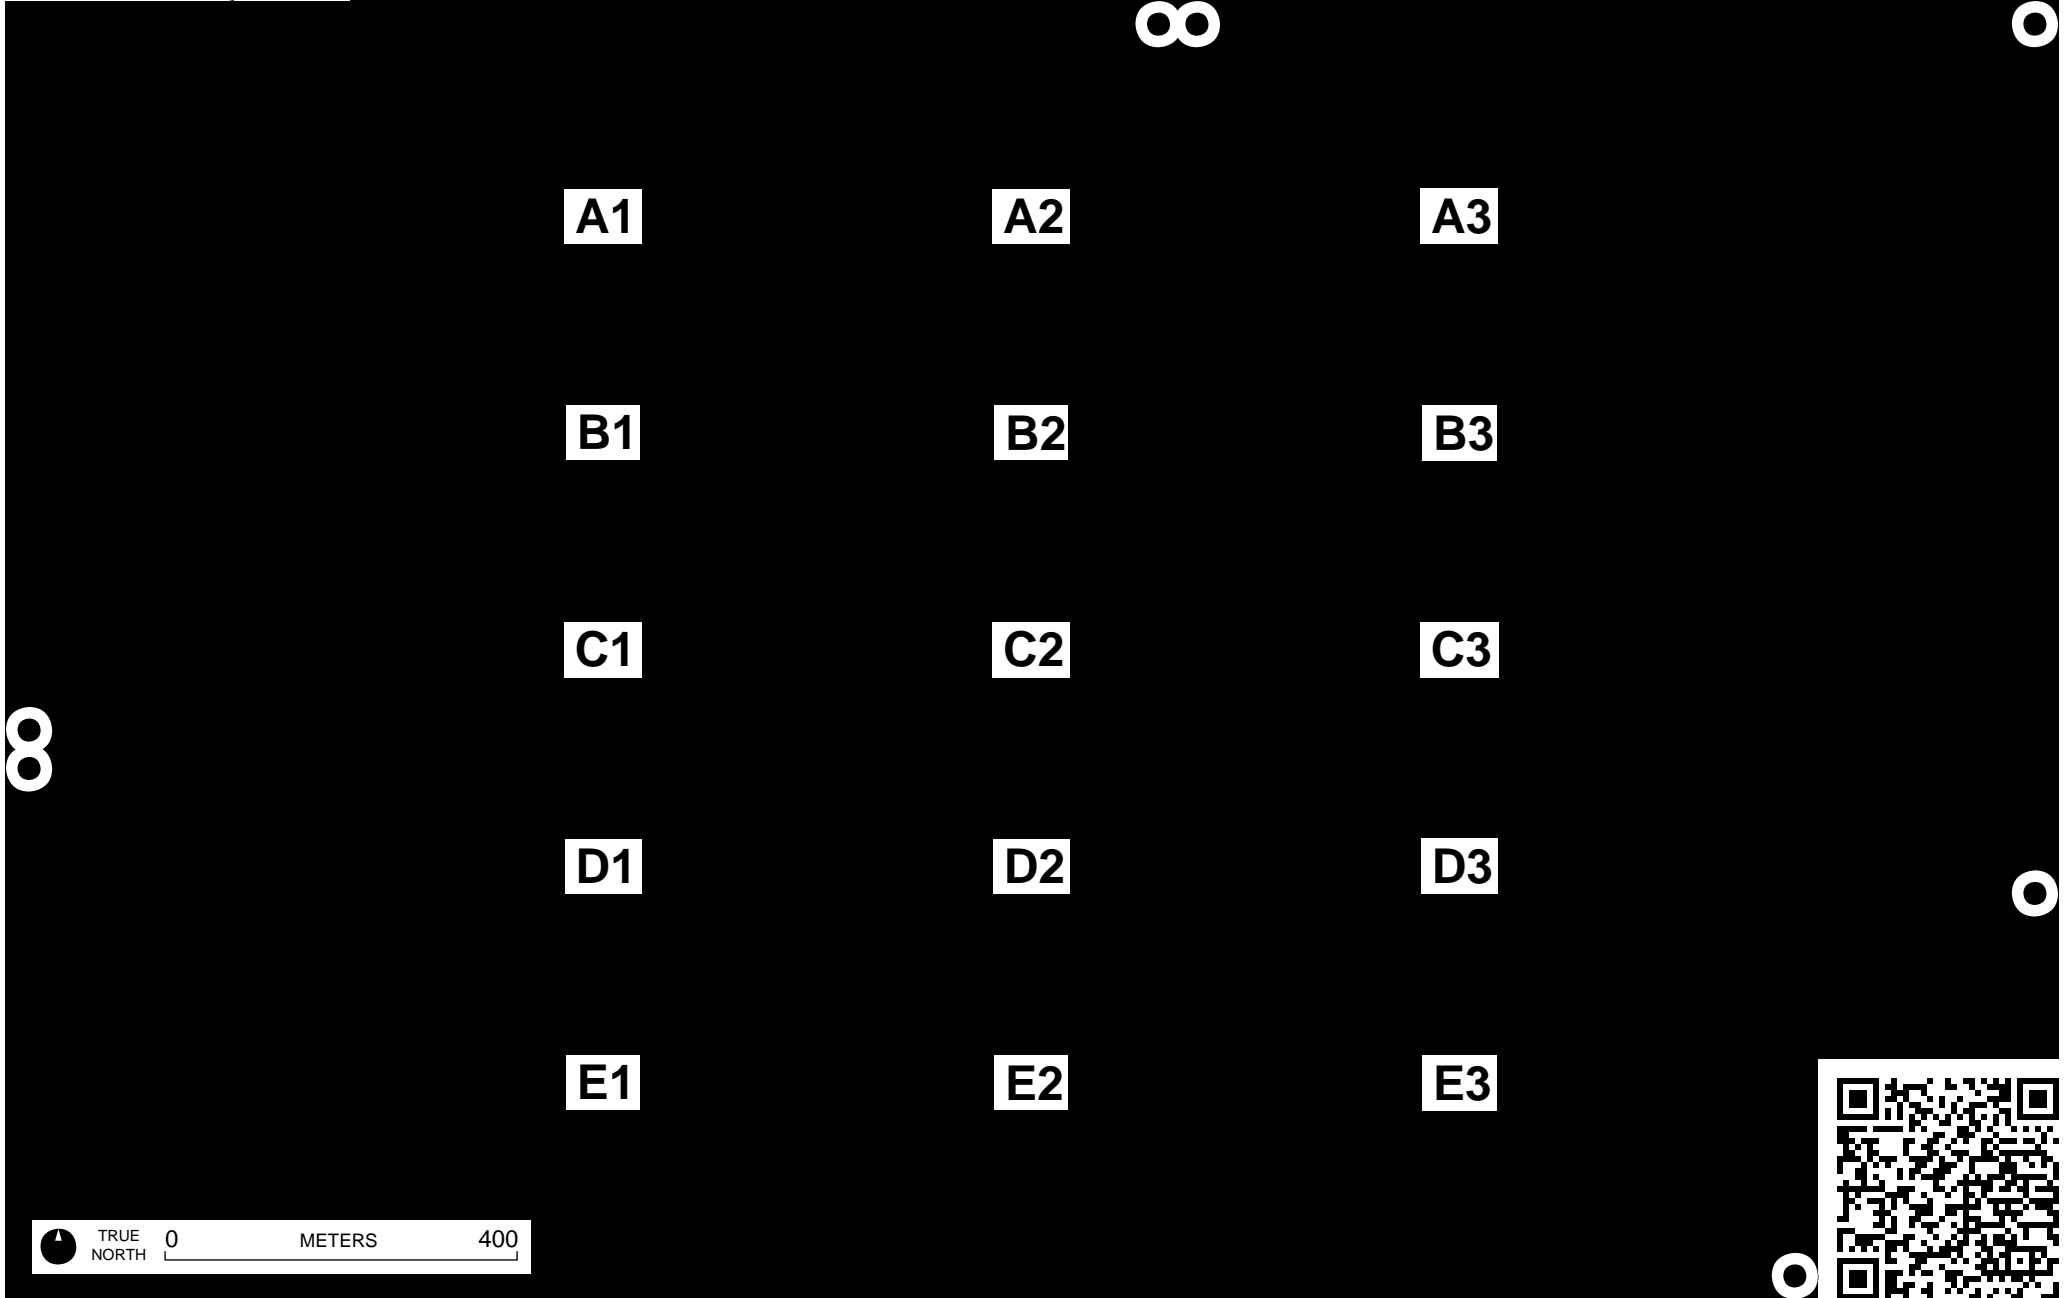 A1 A2 A3
B1 B2 B3
C1 C2 C3
D1 D2 D3
E1 E2 E3
TRUE NORTH
0 METERS 400